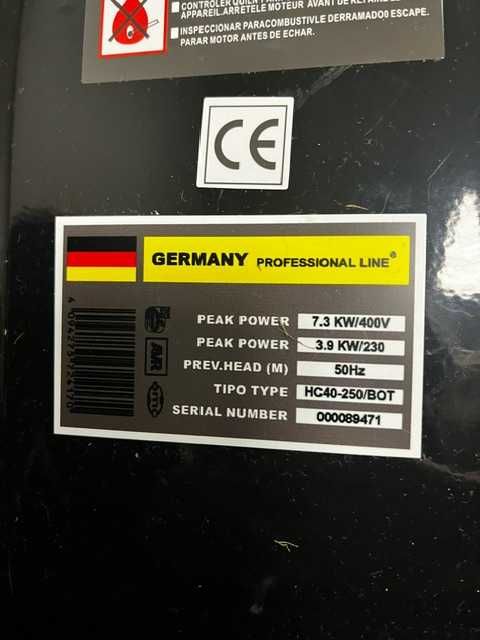 CONTROLER QU'IL
APPAREIL.ARRETELE MOTEUR AVANT DE
INSPECCIONAR PARACOMBUSTIVLE DERRAMADO0 ESCAPE.
PARAR MOTOR ANTES DE ECHAR.
CE
GERMANY PROFESSIONAL LINE®
PEAK POWER 7.3 KW/400V
PEAK POWER 3.9 KW/230
PREV.HEAD (M) 50Hz
TIPO TYPE HC40-250/BOT
SERIAL NUMBER 000089471